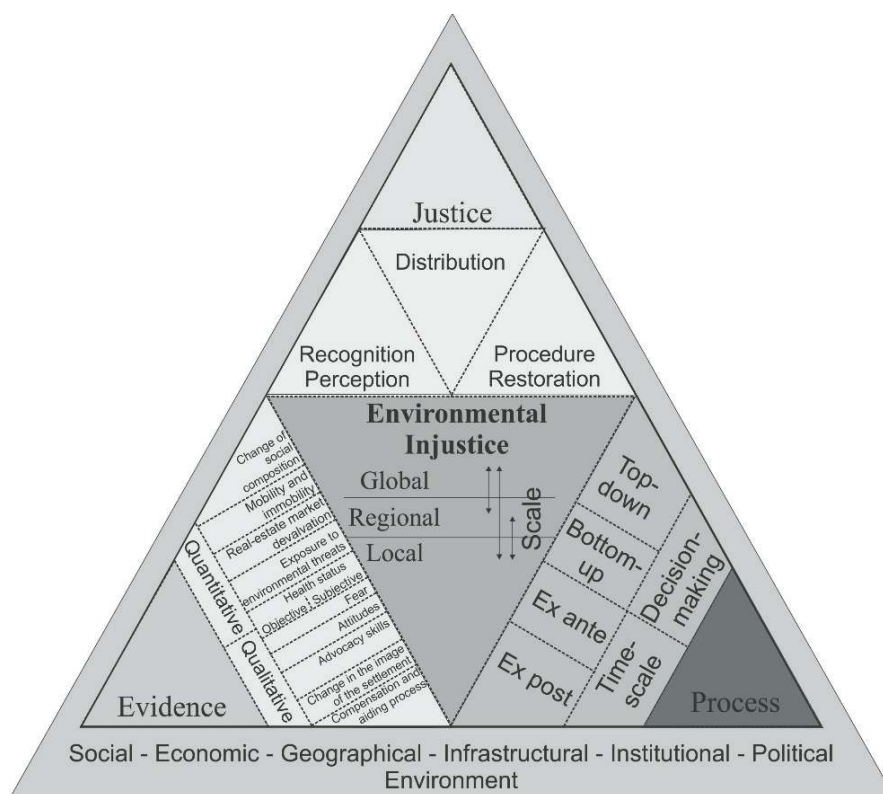 Justice
Distribution
Recognition
Perception
Procedure
Restoration
Environmental
Injustice
Global
Regional
Local
Scale
Change of
social
composition
Mobility and
immobility
Real-estate market
devalvation
Exposure to
environmental threats
Health status
Objective Subjective
Fear
Attitudes
Advocacy skills
Change in the image
of the settlement
Compensation and
aiding process
Quantitative
Qualitative
Evidence
Top-
down
Bottom-
up
Ex ante
Ex post
Decision-
making
Time-
scale
Process
Social - Economic - Geographical - Infrastructural - Institutional - Political
Environment